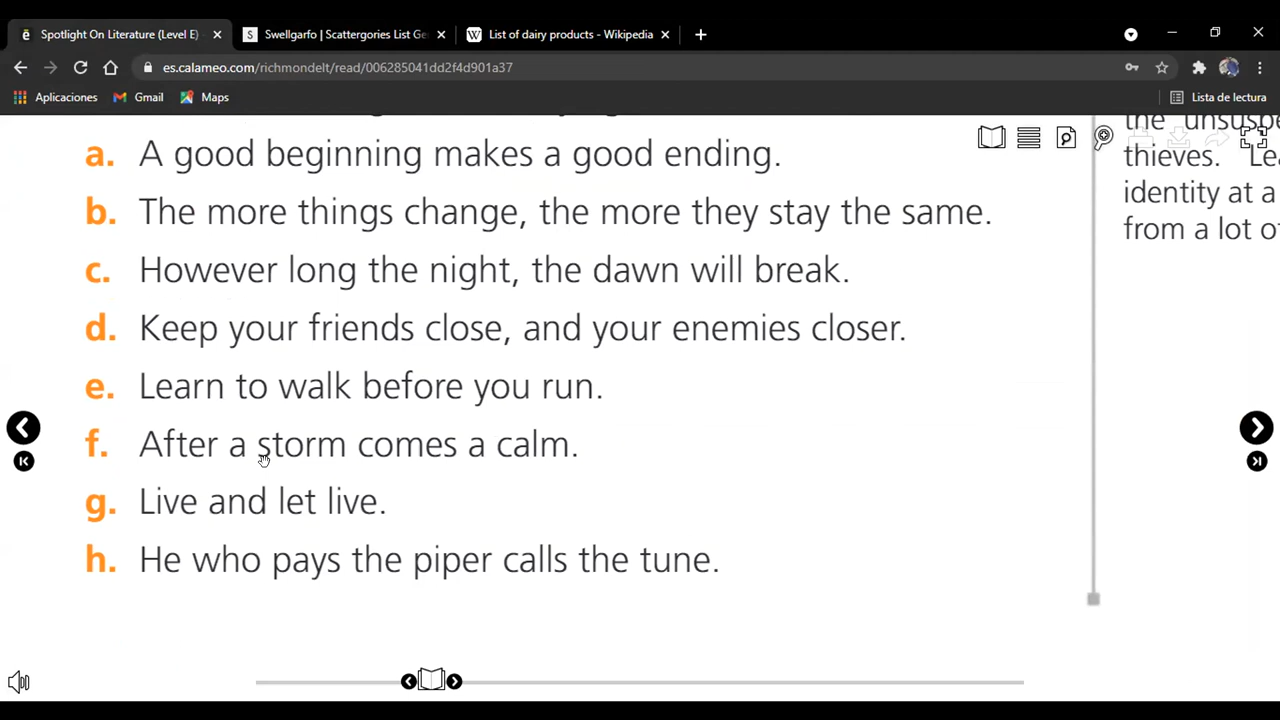 Spotlight On Literature (Level E)
Swellgarfo | Scattergories List Ge
List of dairy products - Wikipedia
es.calameo.com/richmondelt/read/006285041dd2f4d901a37
Aplicaciones
Gmail
Maps
Lista de lectura
a. A good beginning makes a good ending.
b. The more things change, the more they stay the same.
c. However long the night, the dawn will break.
d. Keep your friends close, and your enemies closer.
e. Learn to walk before you run.
f. After a storm comes a calm.
g. Live and let live.
h. He who pays the piper calls the tune.
the
thieves.
identity at a
from a lot